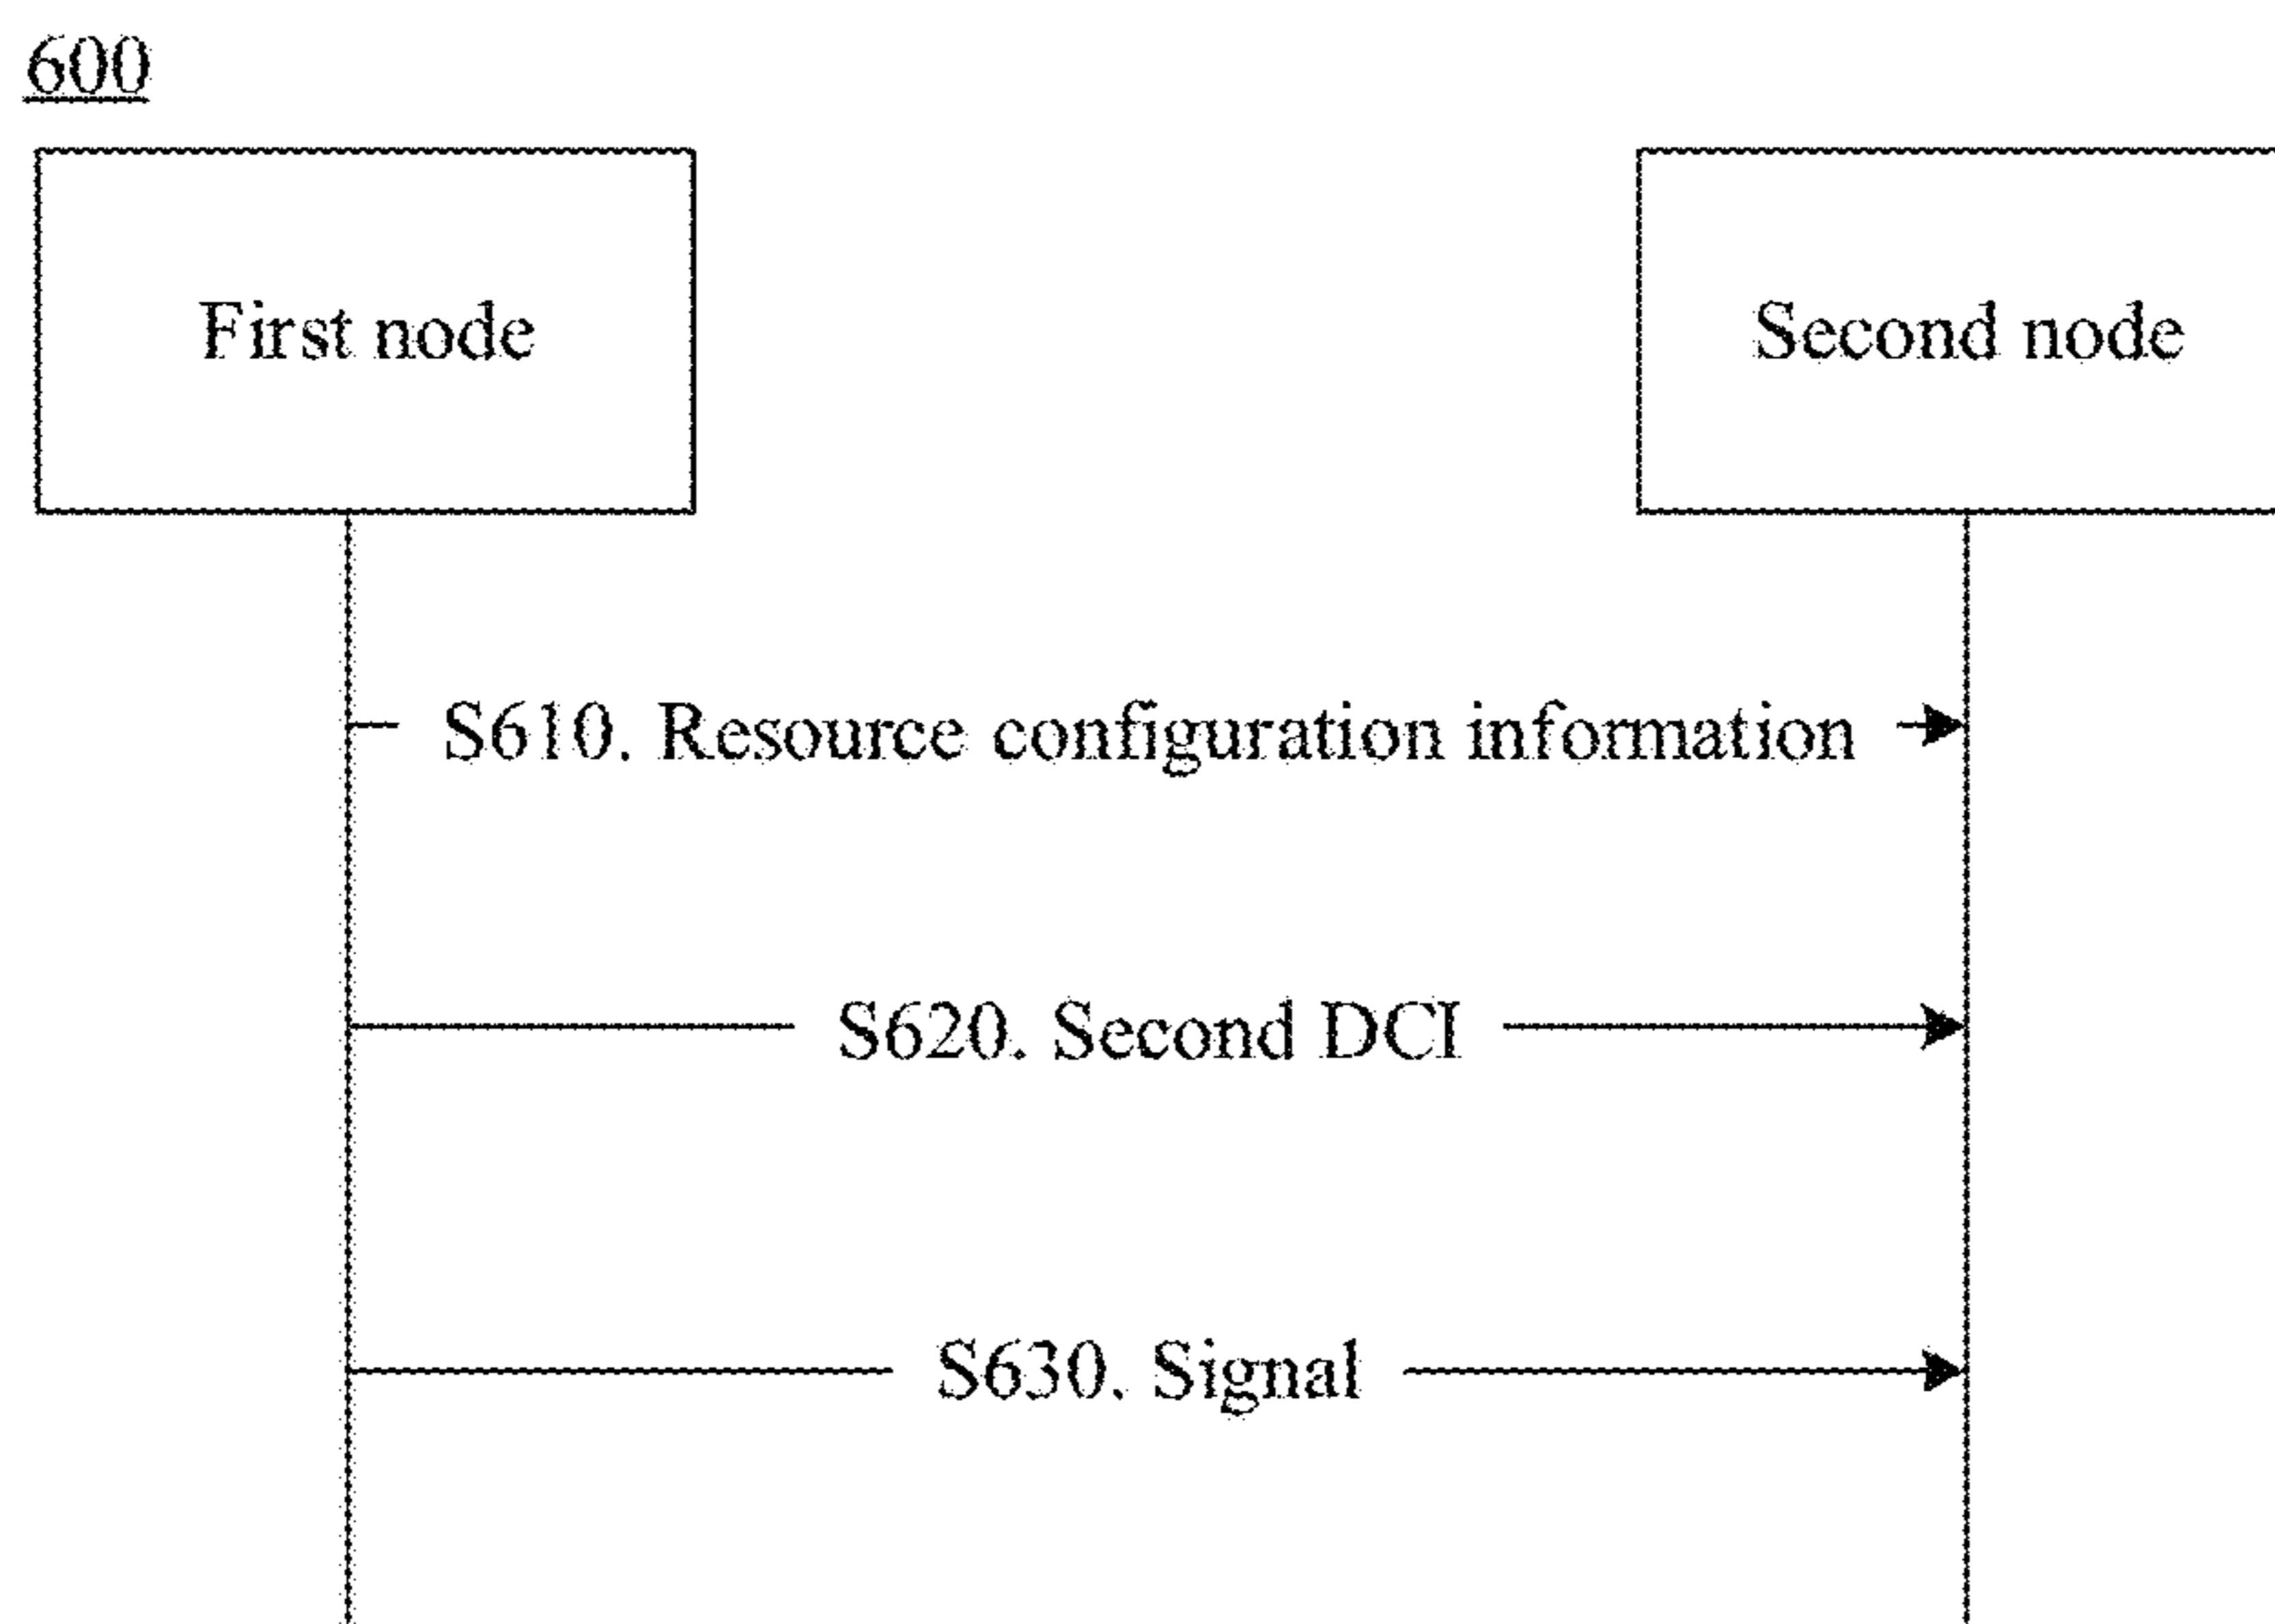 600
First node
Second node
S610. Resource configuration information
S620. Second DCI
S630. Signal